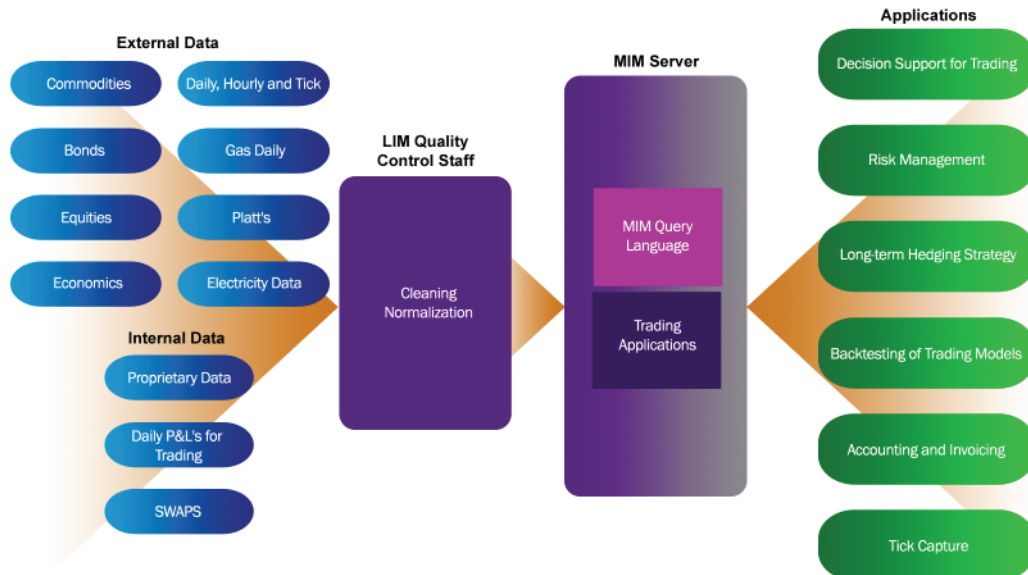 External Data
Commodities
Daily, Hourly and Tick
Bonds
Gas Daily
Equities
Platt's
Economics
Electricity Data
Internal Data
Proprietary Data
Daily P&L's for
Trading
SWAPS
LIM Quality
Control Staff
Cleaning
Normalization
MIM Server
MIM Query
Language
Trading
Applications
Applications
Decision Support for Trading
Risk Management
Long-term Hedging Strategy
Backtesting of Trading Models
Accounting and Invoicing
Tick Capture